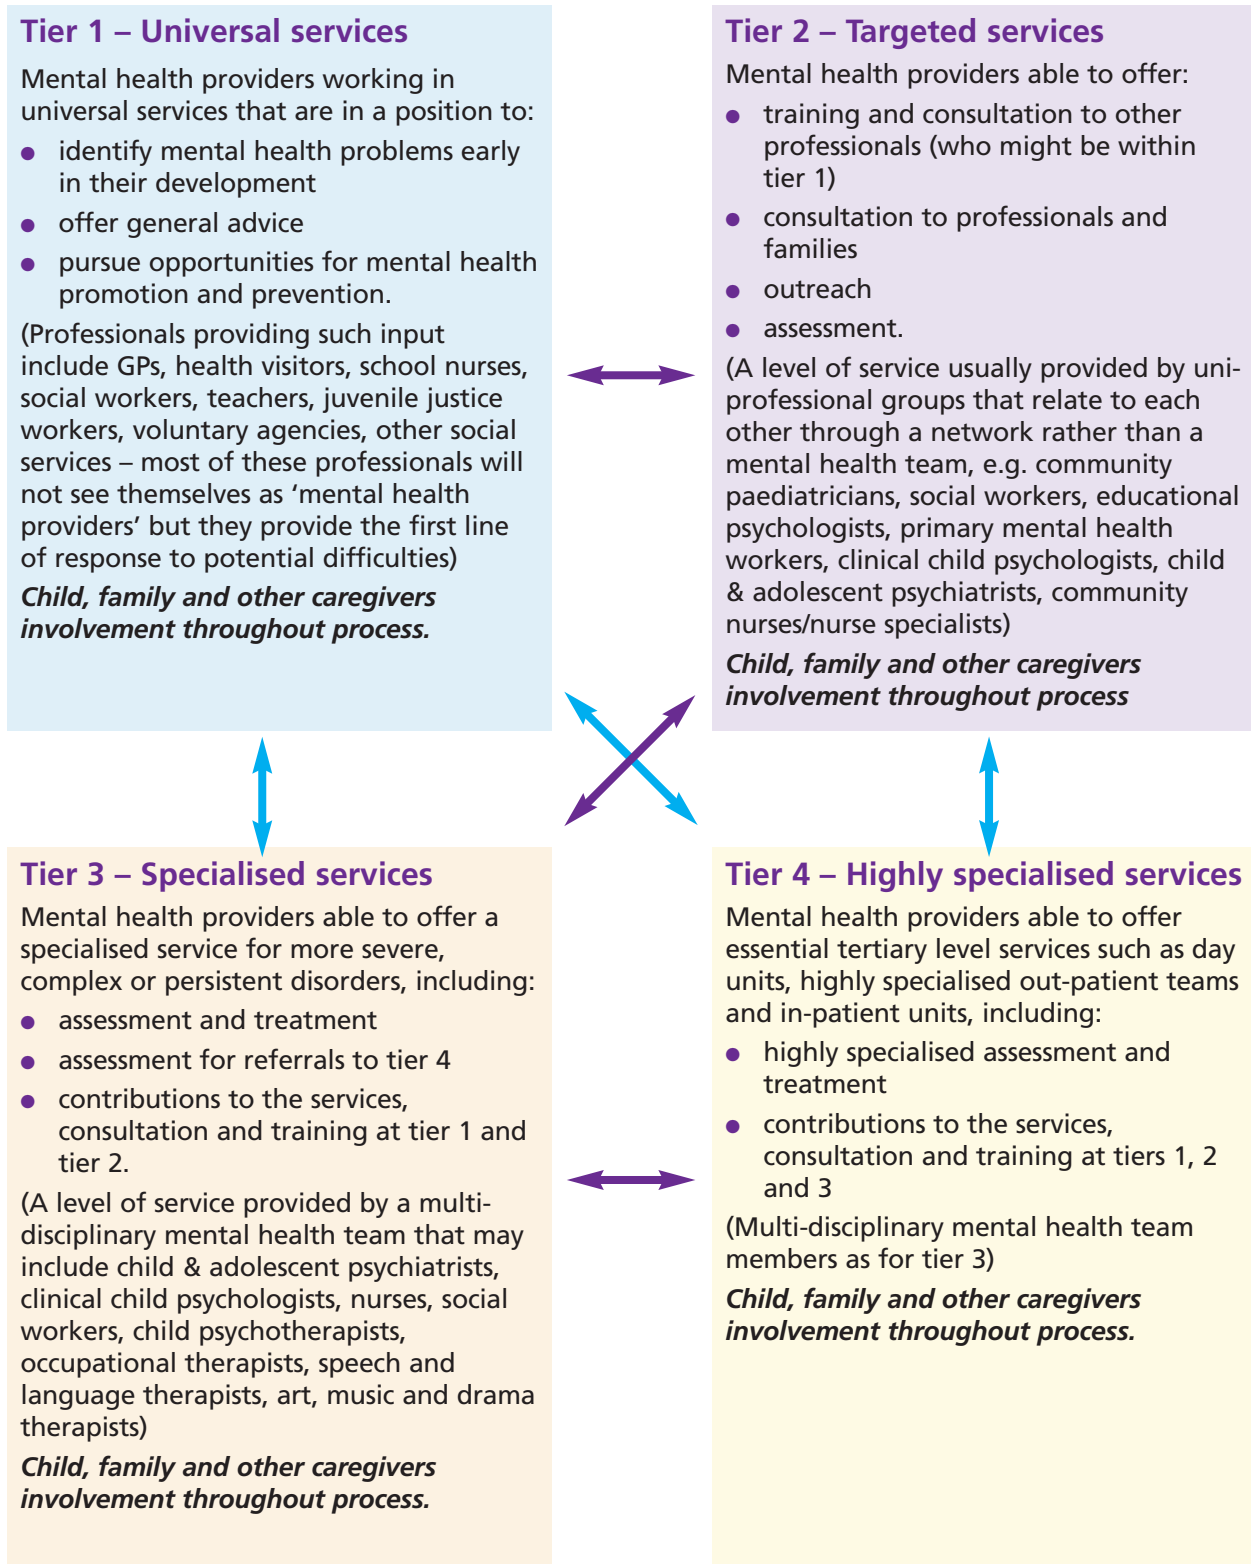 Tier 1 – Universal services
Mental health providers working in
universal services that are in a position to:
● identify mental health problems early
in their development
● offer general advice
● pursue opportunities for mental health
promotion and prevention.
(Professionals providing such input
include GPs, health visitors, school nurses,
social workers, teachers, juvenile justice
workers, voluntary agencies, other social
services – most of these professionals will
not see themselves as ‘mental health
providers’ but they provide the first line
of response to potential difficulties)
Child, family and other caregivers
involvement throughout process.
Tier 2 – Targeted services
Mental health providers able to offer:
● training and consultation to other
professionals (who might be within
tier 1)
● consultation to professionals and
families
● outreach
● assessment.
(A level of service usually provided by uni-
professional groups that relate to each
other through a network rather than a
mental health team, e.g. community
paediatricians, social workers, educational
psychologists, primary mental health
workers, clinical child psychologists, child
& adolescent psychiatrists, community
nurses/nurse specialists)
Child, family and other caregivers
involvement throughout process
Tier 3 – Specialised services
Mental health providers able to offer a
specialised service for more severe,
complex or persistent disorders, including:
● assessment and treatment
● assessment for referrals to tier 4
● contributions to the services,
consultation and training at tier 1 and
tier 2.
(A level of service provided by a multi-
disciplinary mental health team that may
include child & adolescent psychiatrists,
clinical child psychologists, nurses, social
workers, child psychotherapists,
occupational therapists, speech and
language therapists, art, music and drama
therapists)
Child, family and other caregivers
involvement throughout process.
Tier 4 – Highly specialised services
Mental health providers able to offer
essential tertiary level services such as day
units, highly specialised out-patient teams
and in-patient units, including:
● highly specialised assessment and
treatment
● contributions to the services,
consultation and training at tiers 1, 2
and 3
(Multi-disciplinary mental health team
members as for tier 3)
Child, family and other caregivers
involvement throughout process.